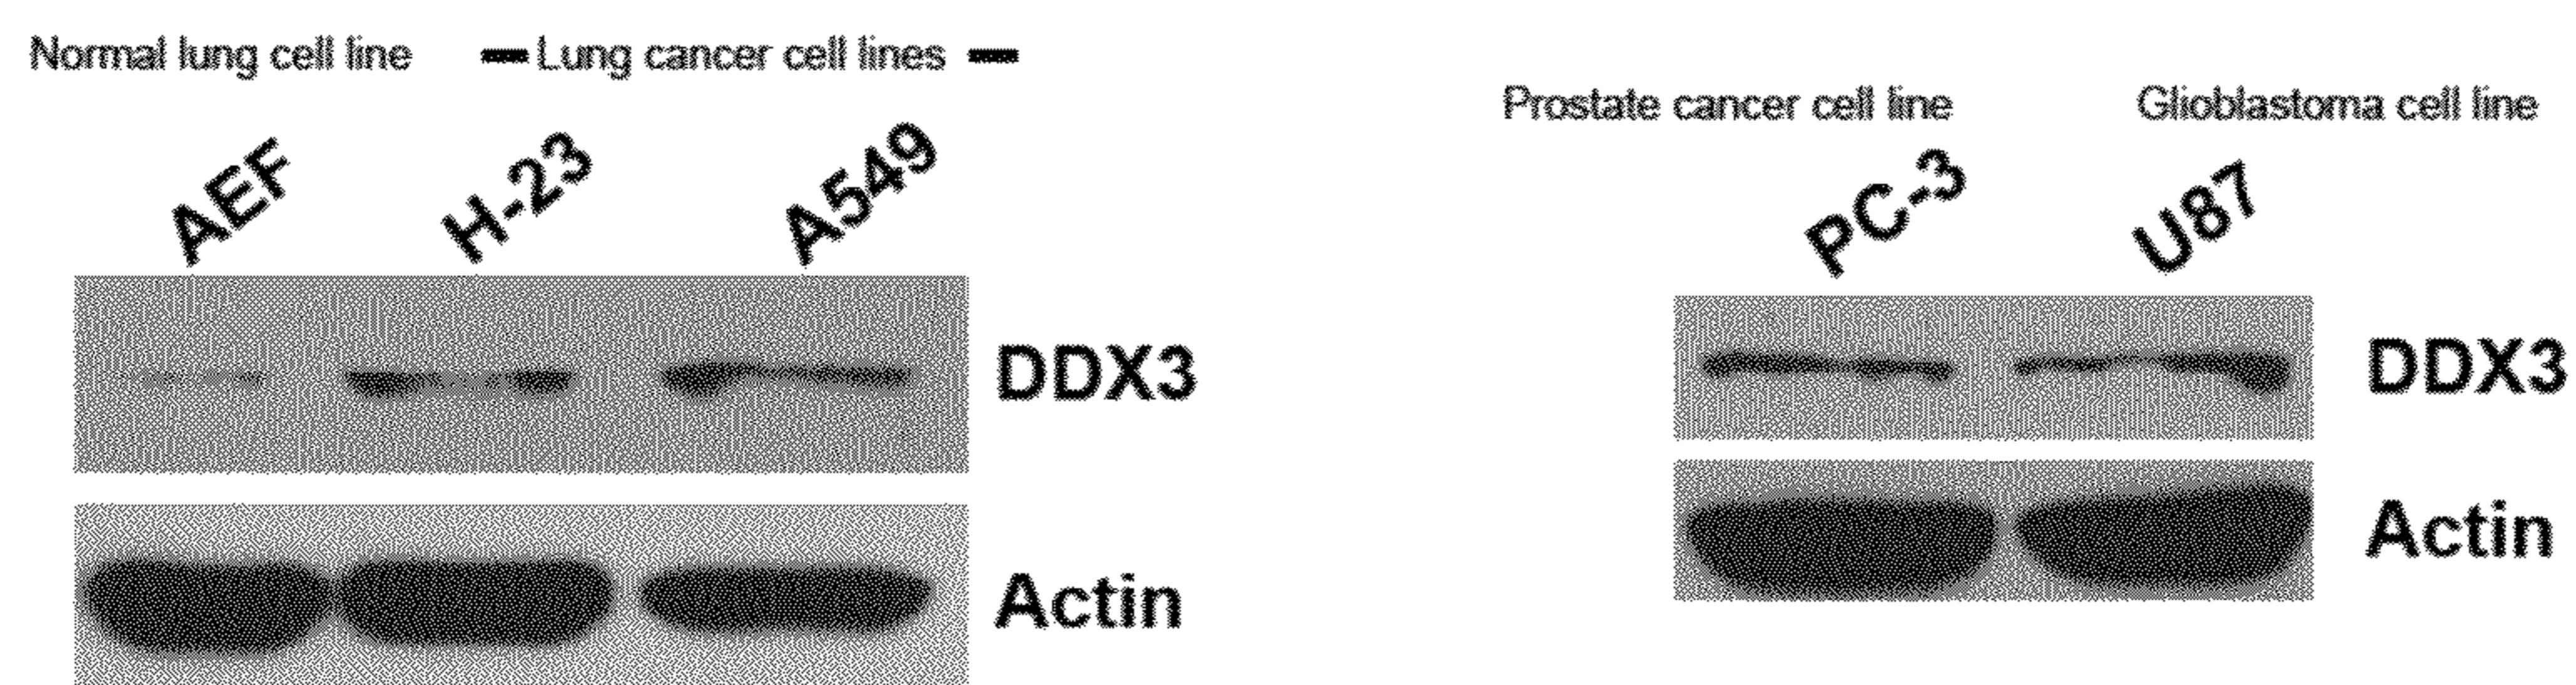 Normal lung cell line
Lung cancer cell lines
AEF
H-23
A549
DDX3
Actin
Prostate cancer cell line
Glioblastoma cell line
PC-3
U87
DDX3
Actin